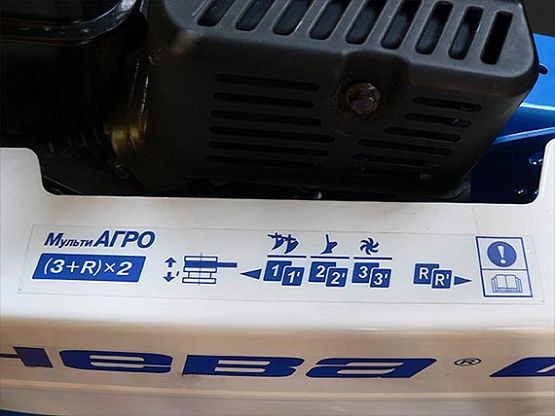 МультиАГРО
(3+R)×2
1 1' 2 2' 3 3' R R'
!
Нева ®